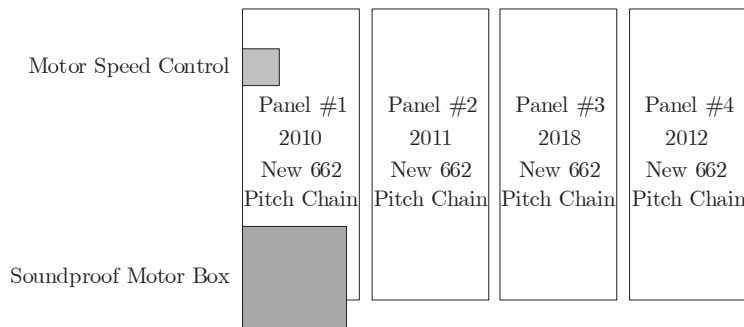 Motor Speed Control
Panel #1
2010
New 662
Pitch Chain
Panel #2
2011
New 662
Pitch Chain
Panel #3
2018
New 662
Pitch Chain
Panel #4
2012
New 662
Pitch Chain
Soundproof Motor Box